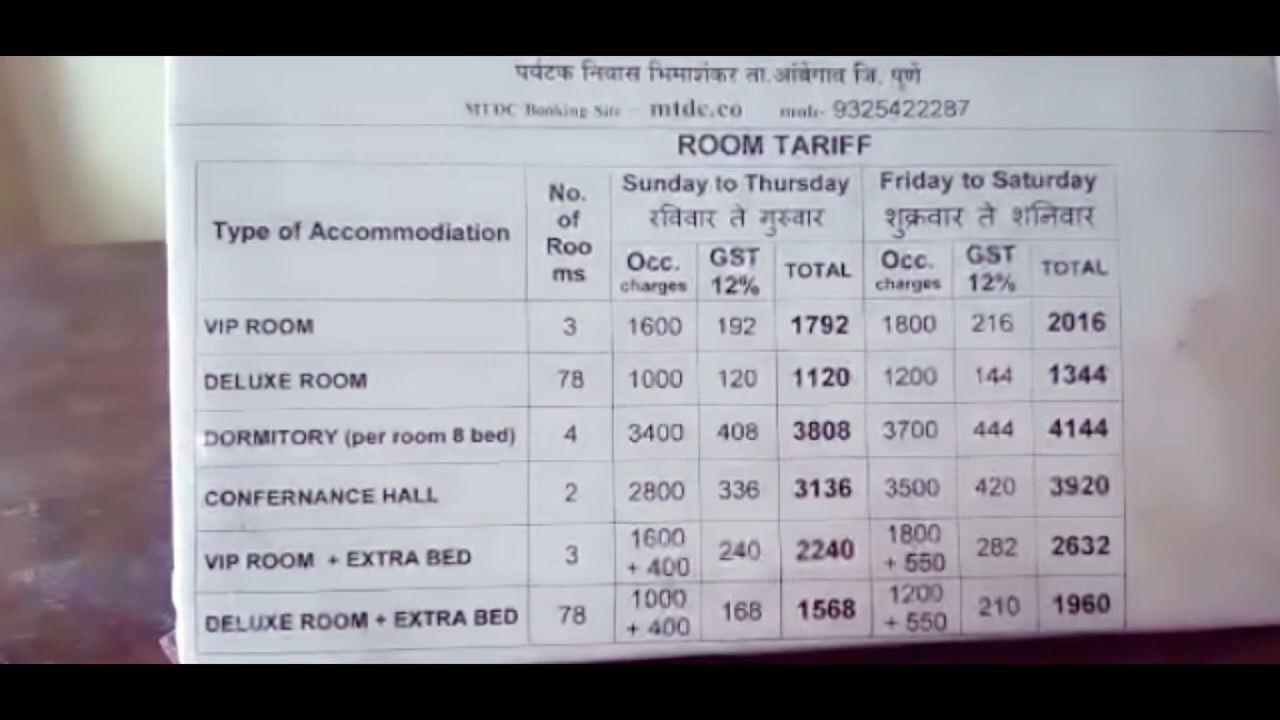 पर्यटक निवास भिमाशंकर ता.आंबेगाव जि. पुणे
MTDC Booking Site - mtdc.co mob- 9325422287
ROOM TARIFF
Type of Accommodiation No. of Roo ms Sunday to Thursday रविवार ते गुरुवार Friday to Saturday शुक्रवार ते शनिवार
Occ. charges GST 12% TOTAL Occ. charges GST 12% TOTAL
VIP ROOM 3 1600 192 1792 1800 216 2016
DELUXE ROOM 78 1000 120 1120 1200 144 1344
DORMITORY (per room 8 bed) 4 3400 408 3808 3700 444 4144
CONFERNANCE HALL 2 2800 336 3136 3500 420 3920
VIP ROOM + EXTRA BED 3 1600 + 400 240 2240 1800 + 550 282 2632
DELUXE ROOM + EXTRA BED 78 1000 + 400 168 1568 1200 + 550 210 1960